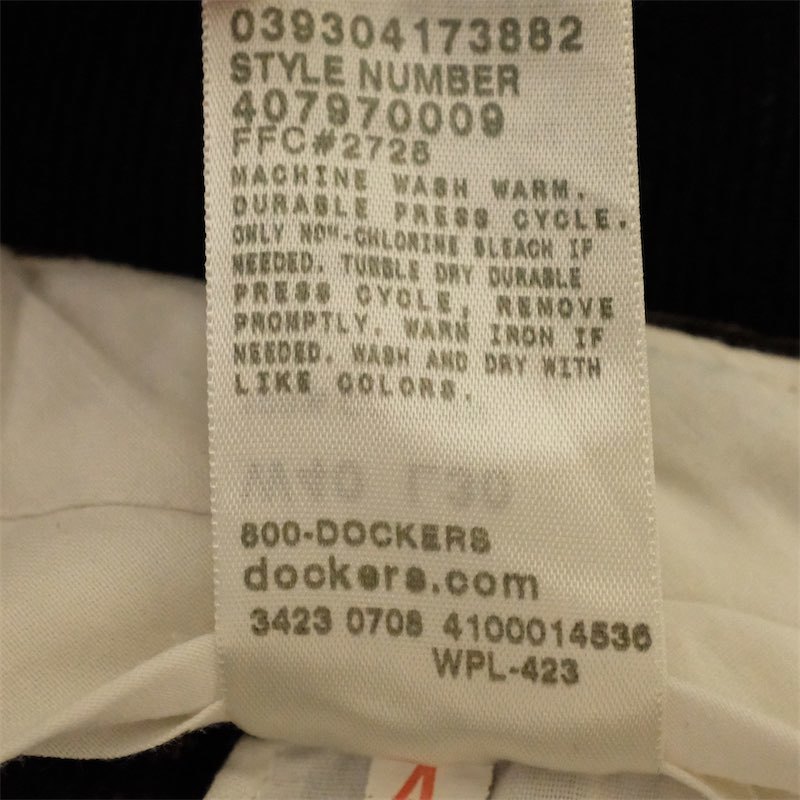 039304173882
STYLE NUMBER
407970009
FFC#2728
MACHINE WASH WARM.
DURABLE PRESS CYCLE.
ONLY NON-CHLORINE BLEACH IF
NEEDED. TUMBLE DRY DURABLE
PRESS CYCLE, REMOVE
PROMPTLY. WARM IRON IF
NEEDED. WASH AND DRY WITH
LIKE COLORS.
800-DOCKERS
dockers.com
3423 0708 4100014536
WPL-423